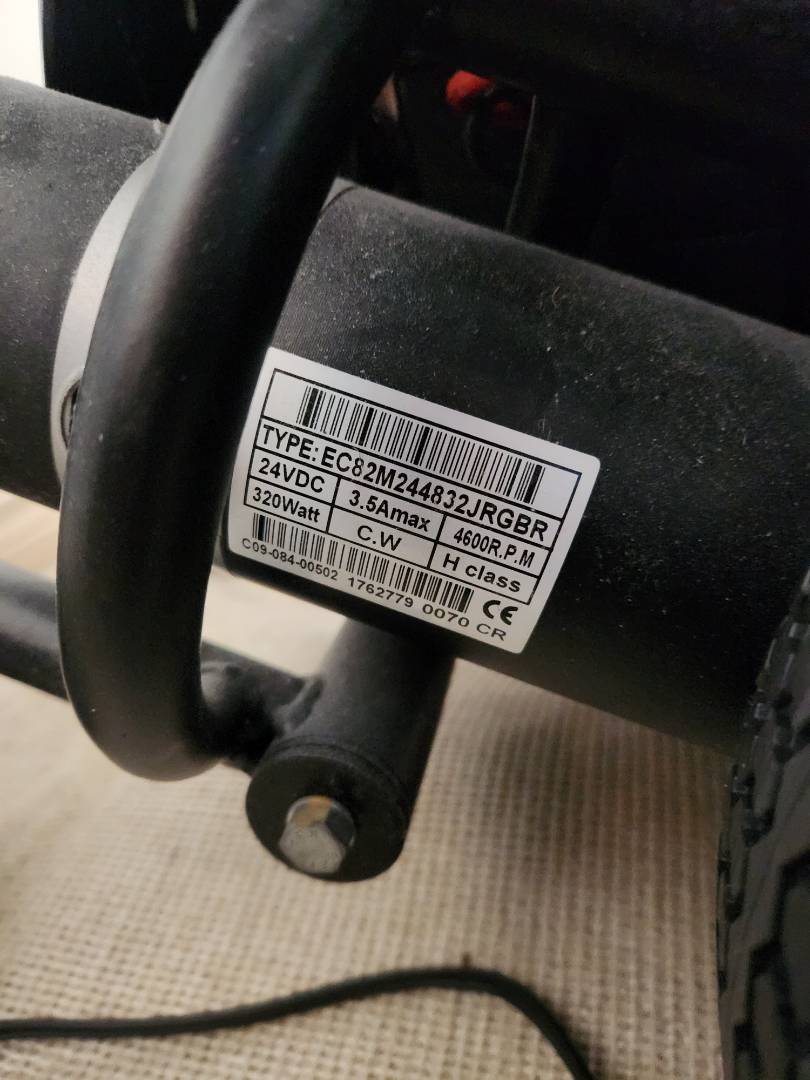 TYPE: EC82M244832JRGBR
24VDC 3.5Amax 4600R.P.M
320Watt C.W H class
C09-084-00502 1762779 0070 CR CE